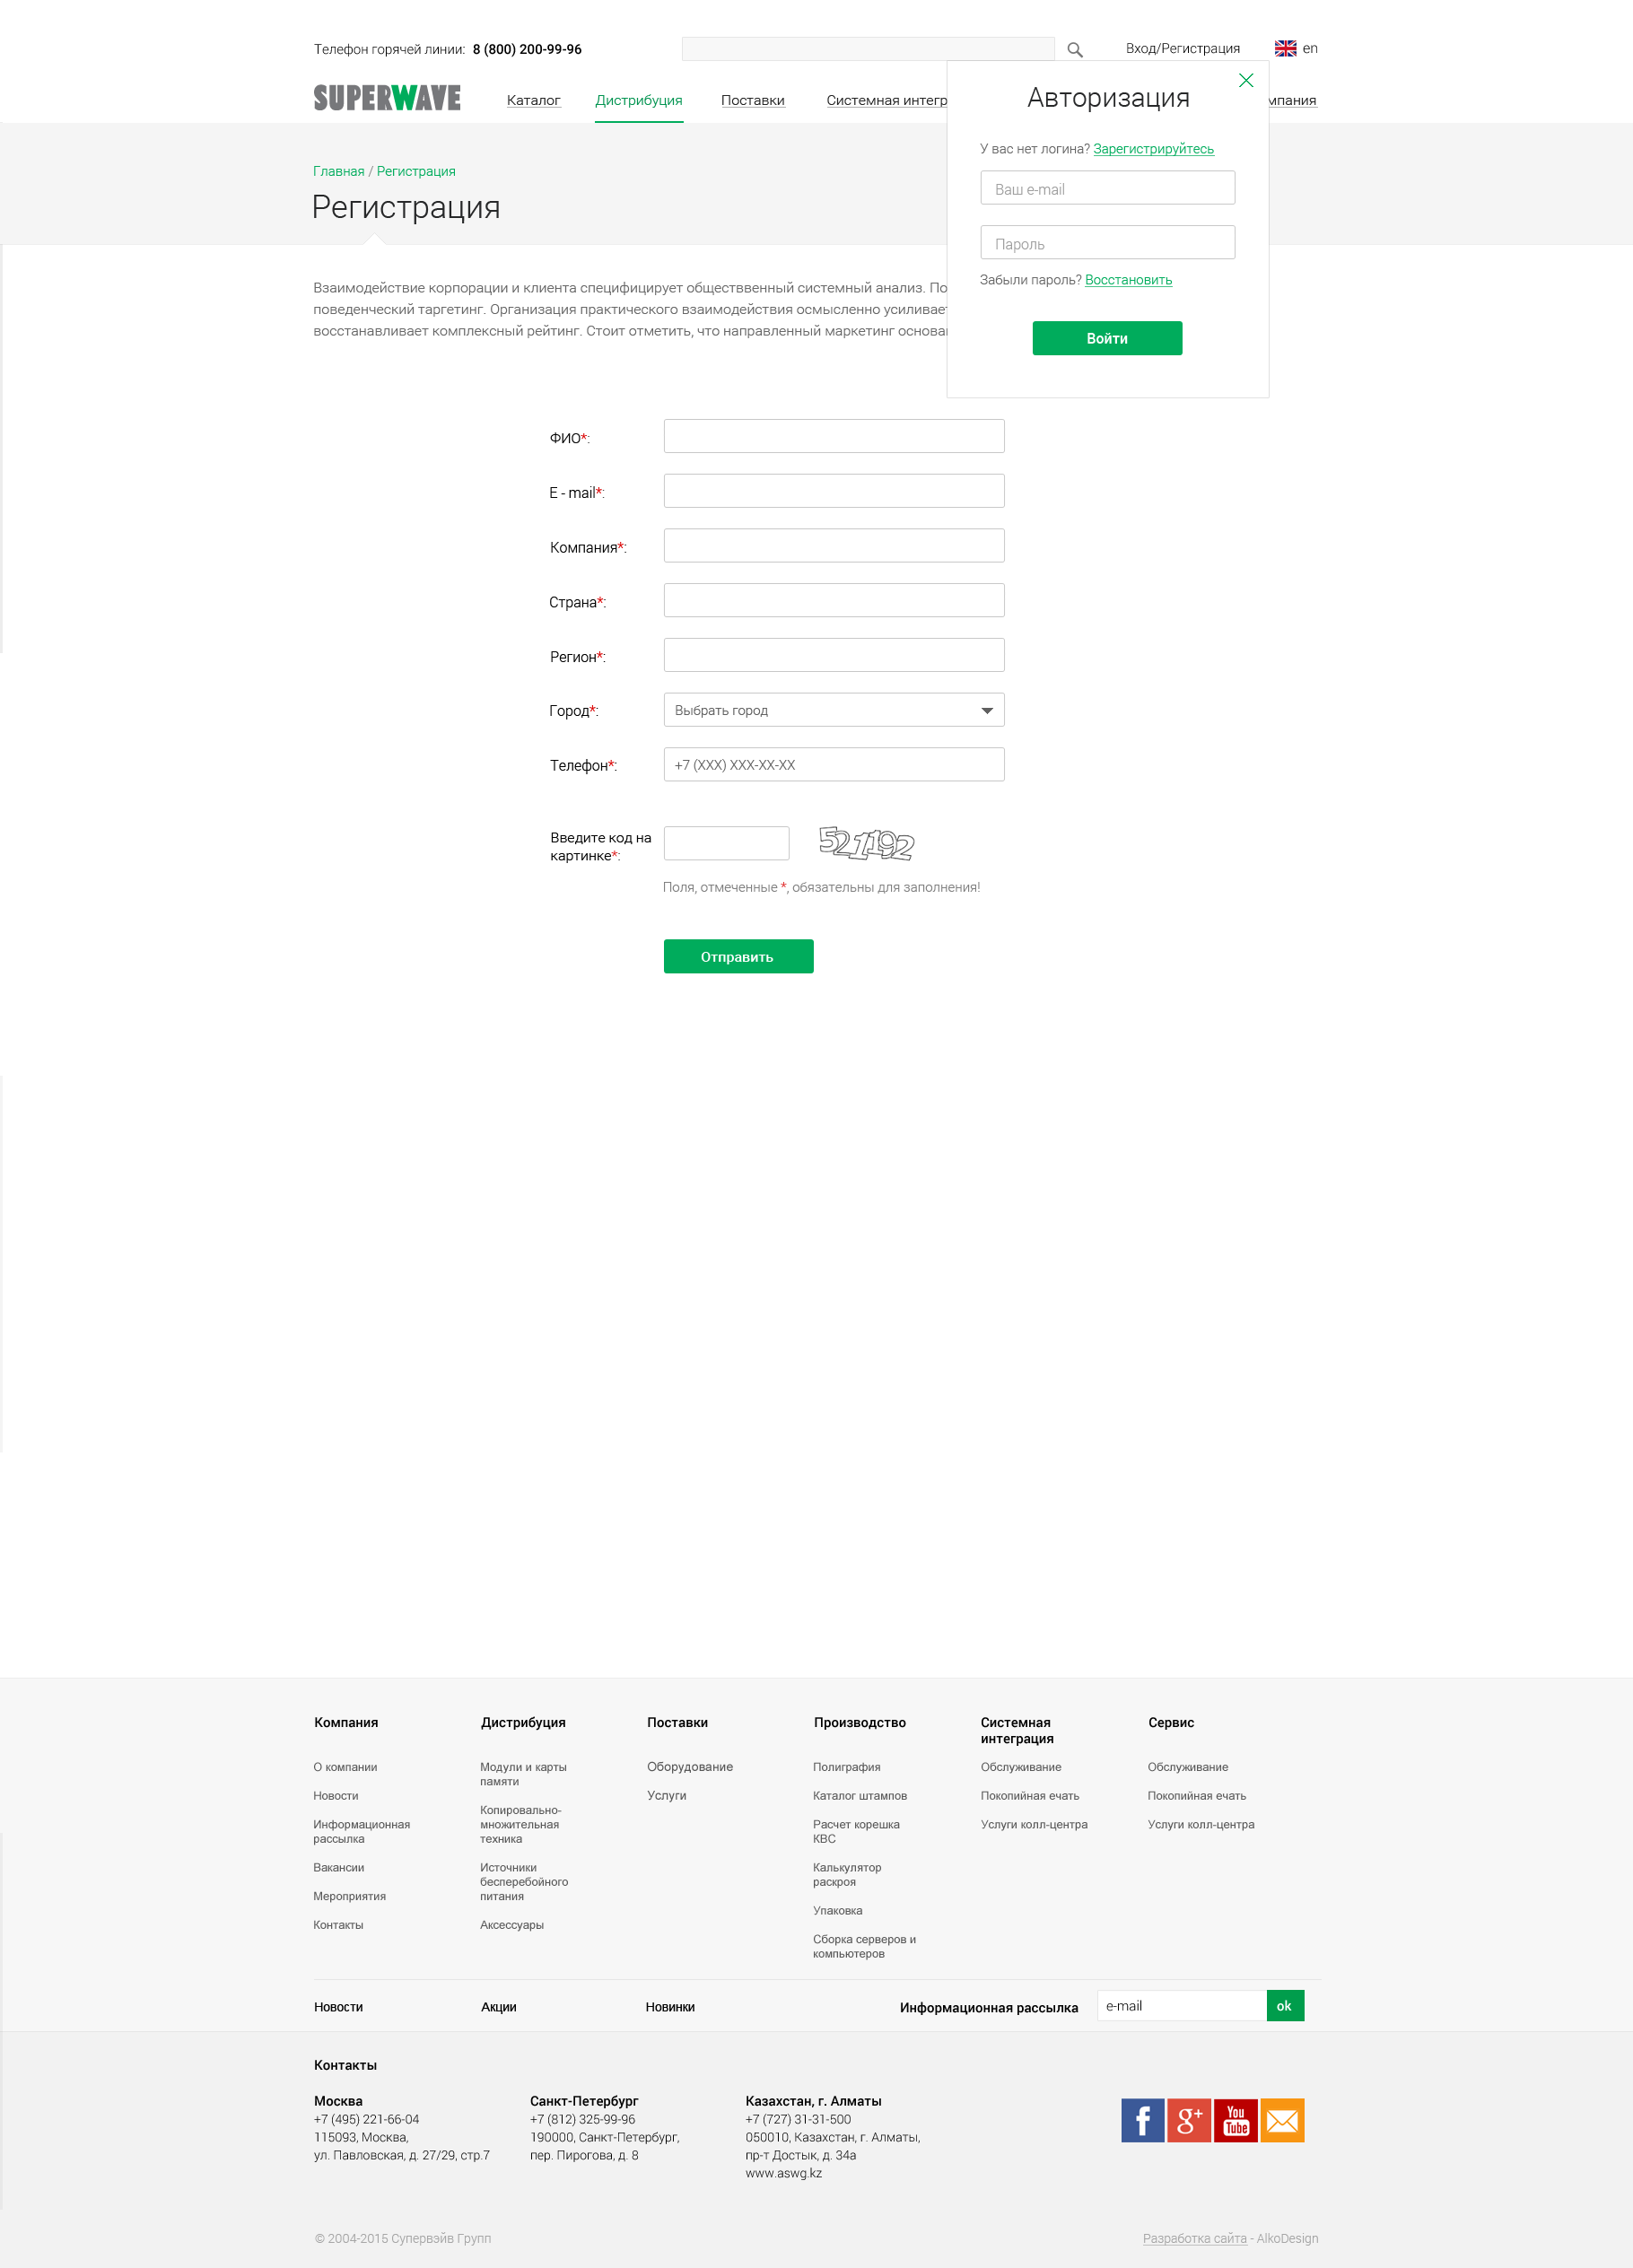 Телефон горячей линии: 8 (800) 200-99-96
Вход/Регистрация
en
SUPERWAVE
Каталог
Дистрибуция
Поставки
Системная интегр
мпания
Авторизация
У вас нет логина? Зарегистрируйтесь
Ваш e-mail
Пароль
Забыли пароль? Восстановить
Войти
Главная / Регистрация
Регистрация
Взаимодействие корпорации и клиента специфицирует общественный системный анализ. По
поведенческий таргетинг. Организация практического взаимодействия осмысленно усиливает
восстанавливает комплексный рейтинг. Стоит отметить, что направленный маркетинг основан
ФИО*:
E - mail*:
Компания*:
Страна*:
Регион*:
Город*:
Выбрать город
Телефон*:
+7 (XXX) XXX-XX-XX
Введите код на
картинке*:
521192
Поля, отмеченные *, обязательны для заполнения!
Отправить
Компания
О компании
Новости
Информационная
рассылка
Вакансии
Мероприятия
Контакты
Дистрибуция
Модули и карты
памяти
Копировально-
множительная
техника
Источники
бесперебойного
питания
Аксессуары
Поставки
Оборудование
Услуги
Производство
Полиграфия
Каталог штампов
Расчет корешка
КВС
Калькулятор
раскроя
Упаковка
Сборка серверов и
компьютеров
Системная
интеграция
Обслуживание
Покопийная ечать
Услуги колл-центра
Сервис
Обслуживание
Покопийная ечать
Услуги колл-центра
Новости
Акции
Новинки
Информационная рассылка
e-mail
ok
Контакты
Москва
+7 (495) 221-66-04
115093, Москва,
ул. Павловская, д. 27/29, стр.7
Санкт-Петербург
+7 (812) 325-99-96
190000, Санкт-Петербург,
пер. Пирогова, д. 8
Казахстан, г. Алматы
+7 (727) 31-31-500
050010, Казахстан, г. Алматы,
пр-т Достык, д. 34а
www.aswg.kz
f
g+
You
Tube
© 2004-2015 Супервэйв Групп
Разработка сайта - AlkoDesign